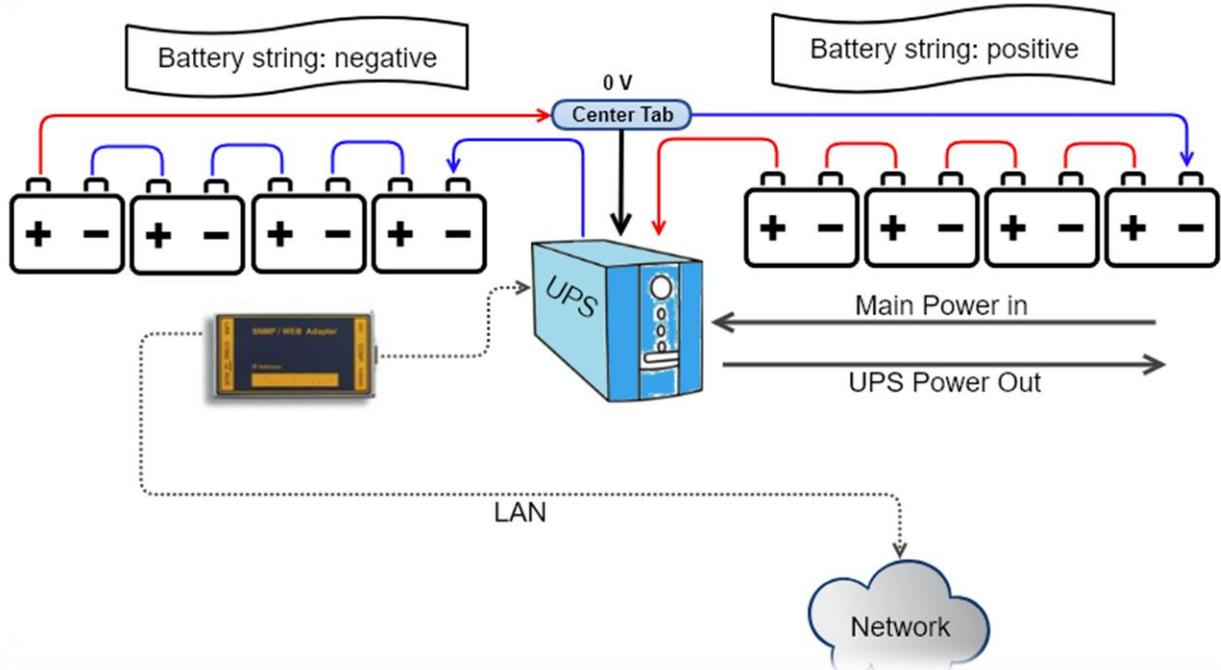 Battery string: negative
Battery string: positive
0 V
Center Tab
+ - + - + - + -
+ - + - + - + -
UPS
SNMP / WEB Adapter
Main Power in
UPS Power Out
LAN
Network